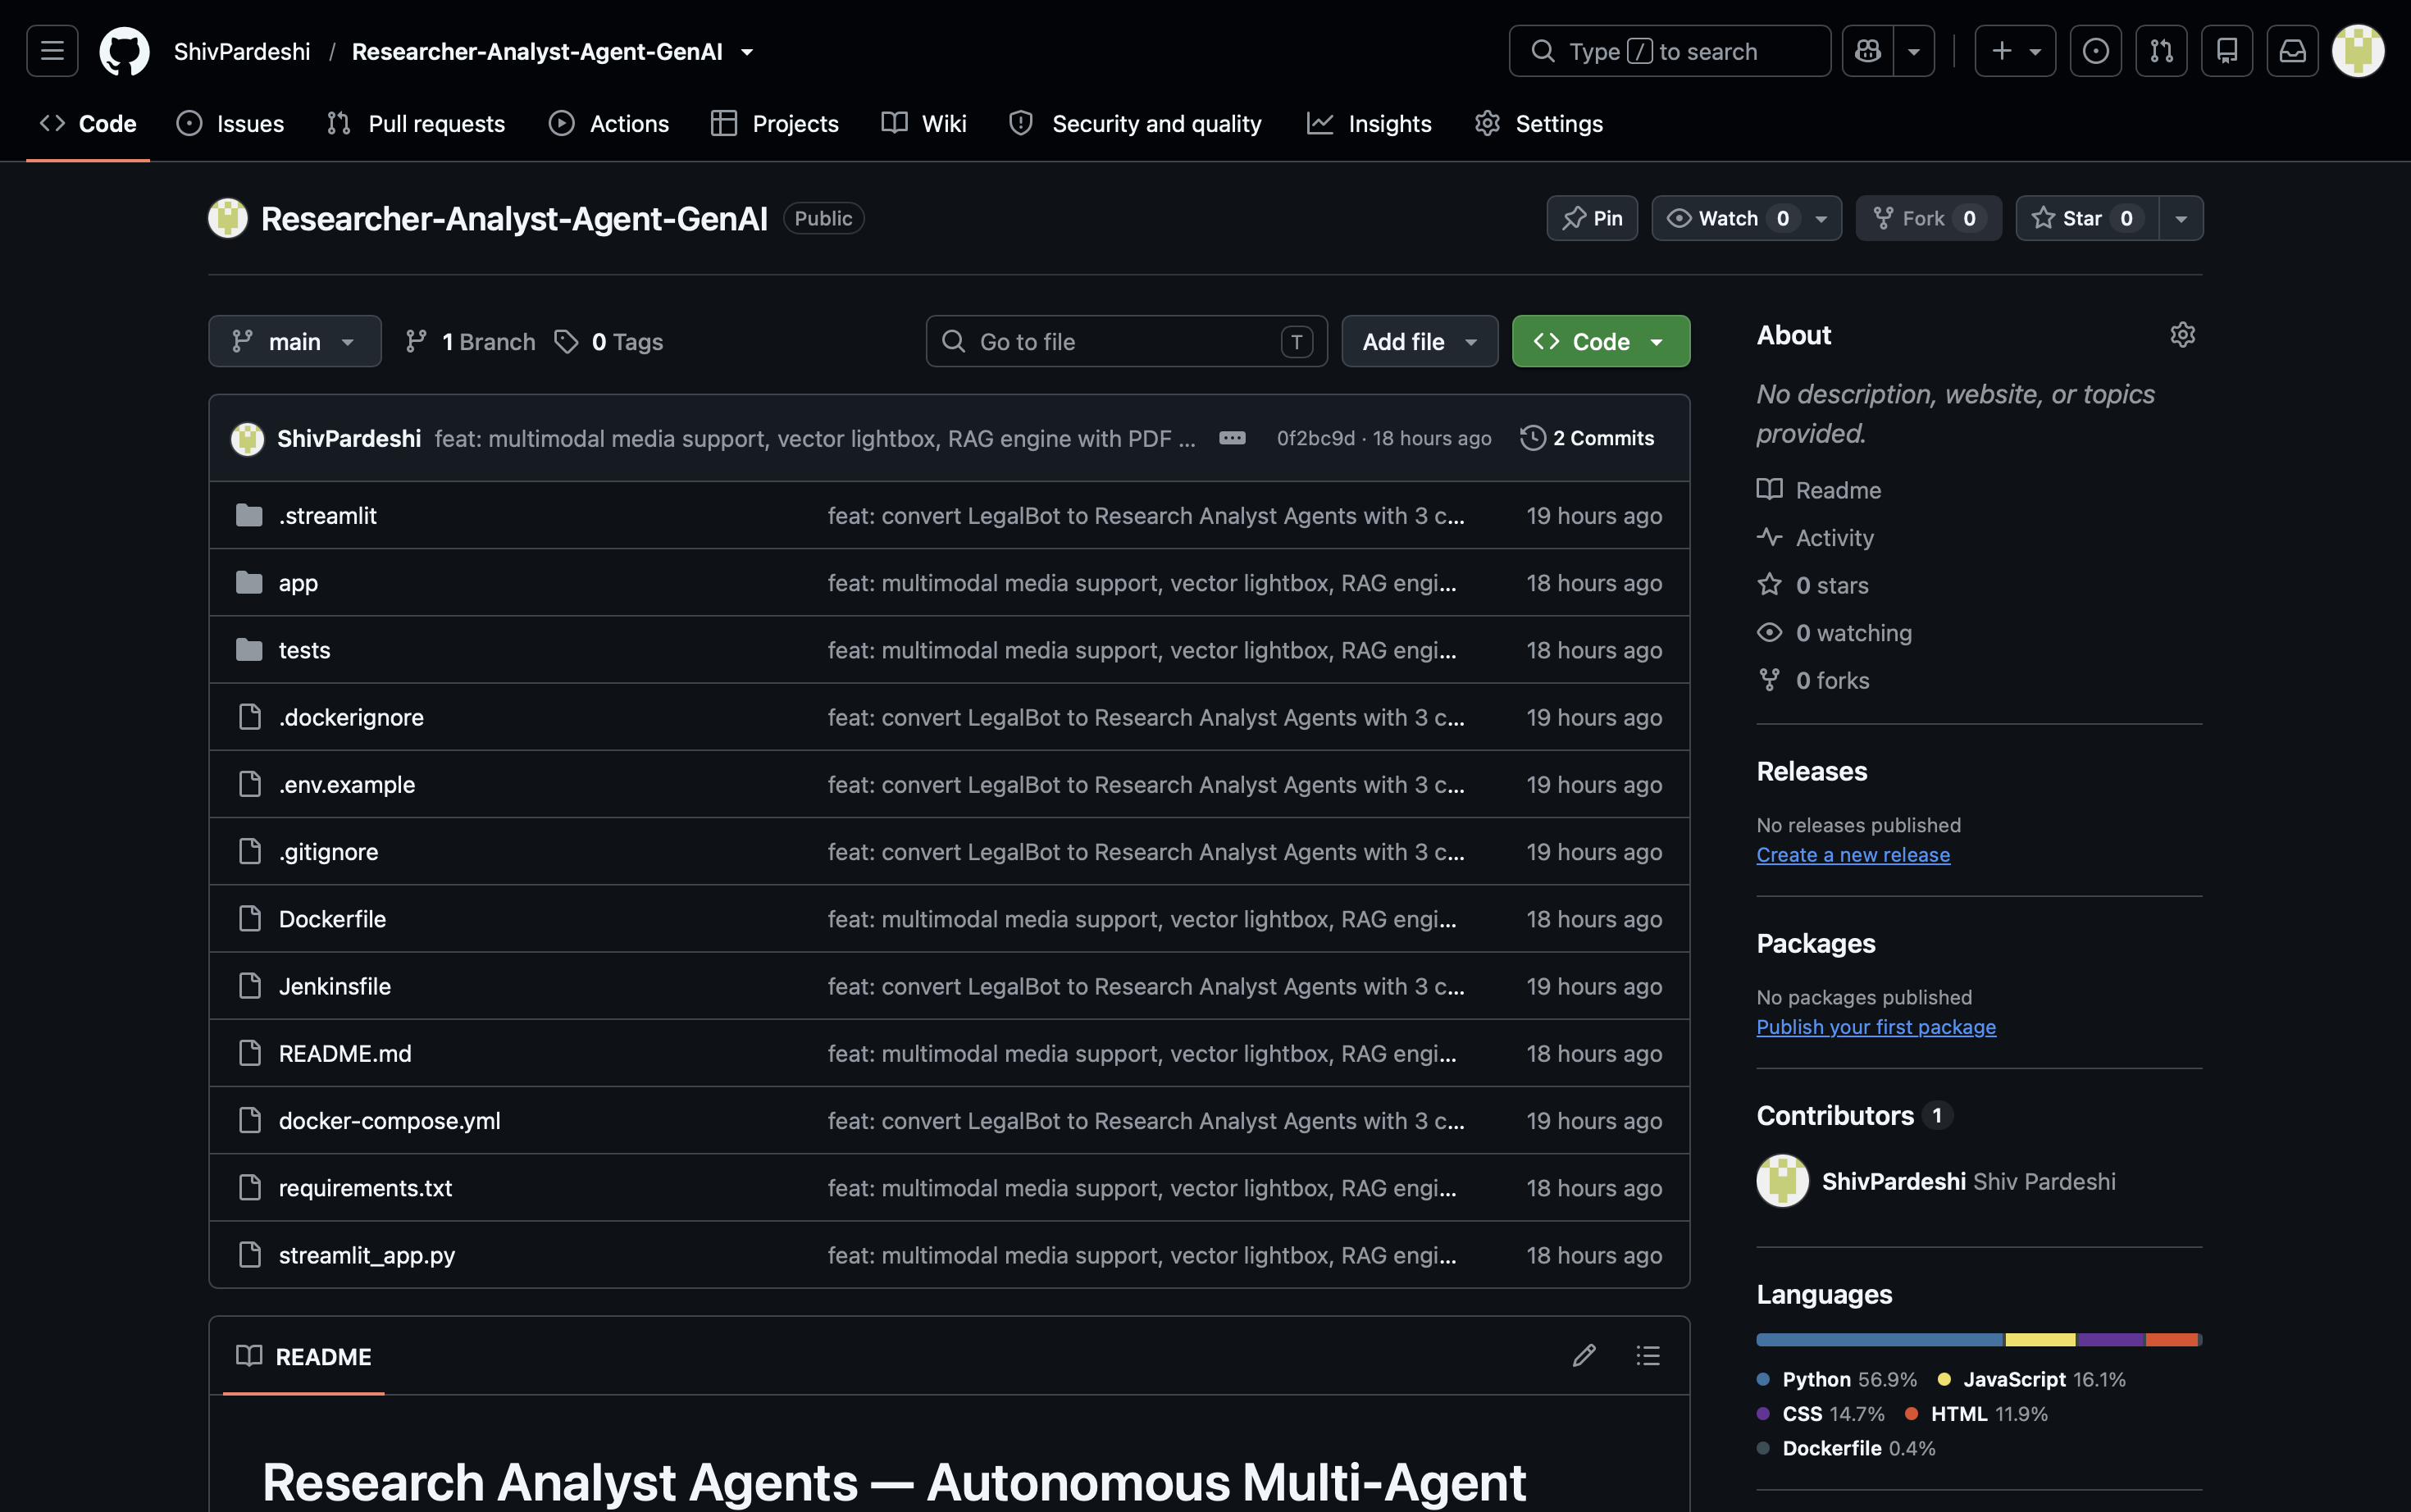 ShivPardeshi / Researcher-Analyst-Agent-GenAI
Type / to search
Code Issues Pull requests Actions Projects Wiki Security and quality Insights Settings
Researcher-Analyst-Agent-GenAI Public
Pin Watch 0 Fork 0 Star 0
main 1 Branch 0 Tags Go to file T Add file Code
ShivPardeshi feat: multimodal media support, vector lightbox, RAG engine with PDF ... 0f2bc9d · 18 hours ago 2 Commits
.streamlit feat: convert LegalBot to Research Analyst Agents with 3 c... 19 hours ago
app feat: multimodal media support, vector lightbox, RAG engi... 18 hours ago
tests feat: multimodal media support, vector lightbox, RAG engi... 18 hours ago
.dockerignore feat: convert LegalBot to Research Analyst Agents with 3 c... 19 hours ago
.env.example feat: convert LegalBot to Research Analyst Agents with 3 c... 19 hours ago
.gitignore feat: convert LegalBot to Research Analyst Agents with 3 c... 19 hours ago
Dockerfile feat: multimodal media support, vector lightbox, RAG engi... 18 hours ago
Jenkinsfile feat: convert LegalBot to Research Analyst Agents with 3 c... 19 hours ago
README.md feat: multimodal media support, vector lightbox, RAG engi... 18 hours ago
docker-compose.yml feat: convert LegalBot to Research Analyst Agents with 3 c... 19 hours ago
requirements.txt feat: multimodal media support, vector lightbox, RAG engi... 18 hours ago
streamlit_app.py feat: multimodal media support, vector lightbox, RAG engi... 18 hours ago
README
Research Analyst Agents — Autonomous Multi-Agent
About
No description, website, or topics
provided.
Readme
Activity
0 stars
0 watching
0 forks
Releases
No releases published
Create a new release
Packages
No packages published
Publish your first package
Contributors 1
ShivPardeshi Shiv Pardeshi
Languages
Python 56.9% JavaScript 16.1%
CSS 14.7% HTML 11.9%
Dockerfile 0.4%